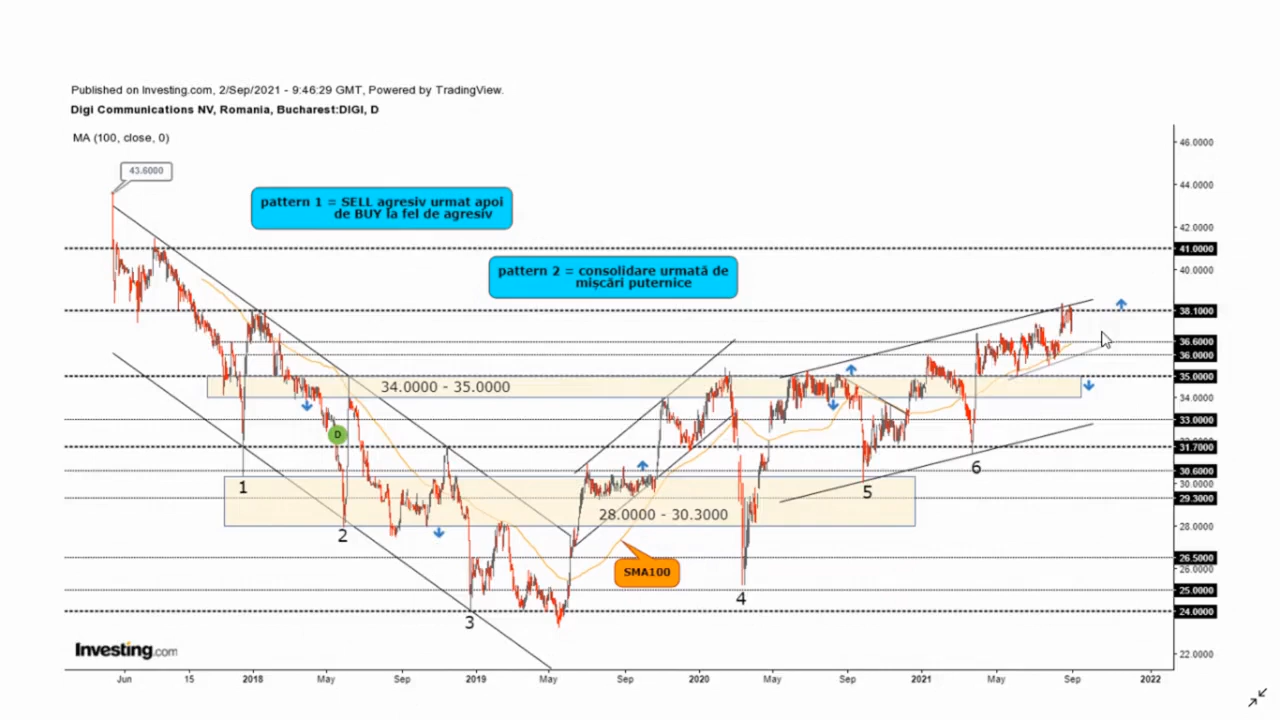 Published on Investing.com, 2/Sep/2021 - 9:46:29 GMT, Powered by TradingView.
Digi Communications NV, Romania, Bucharest:DIGI, D
MA (100, close, 0)
46.0000
43.6000
44.0000
pattern 1 = SELL agresiv urmat apoi
de BUY la fel de agresiv
42.0000
41.0000
pattern 2 = consolidare urmată de
mișcări puternice
40.0000
38.1000
36.6000
36.0000
35.0000
34.0000 - 35.0000
34.0000
33.0000
D
31.7000
30.6000
30.0000
29.3000
1
5
6
28.0000 - 30.3000
28.0000
2
26.5000
26.0000
SMA100
25.0000
4
24.0000
3
Investing.com
22.0000
Jun 15 2018 May Sep 2019 May Sep 2020 May Sep 2021 May Sep 2022